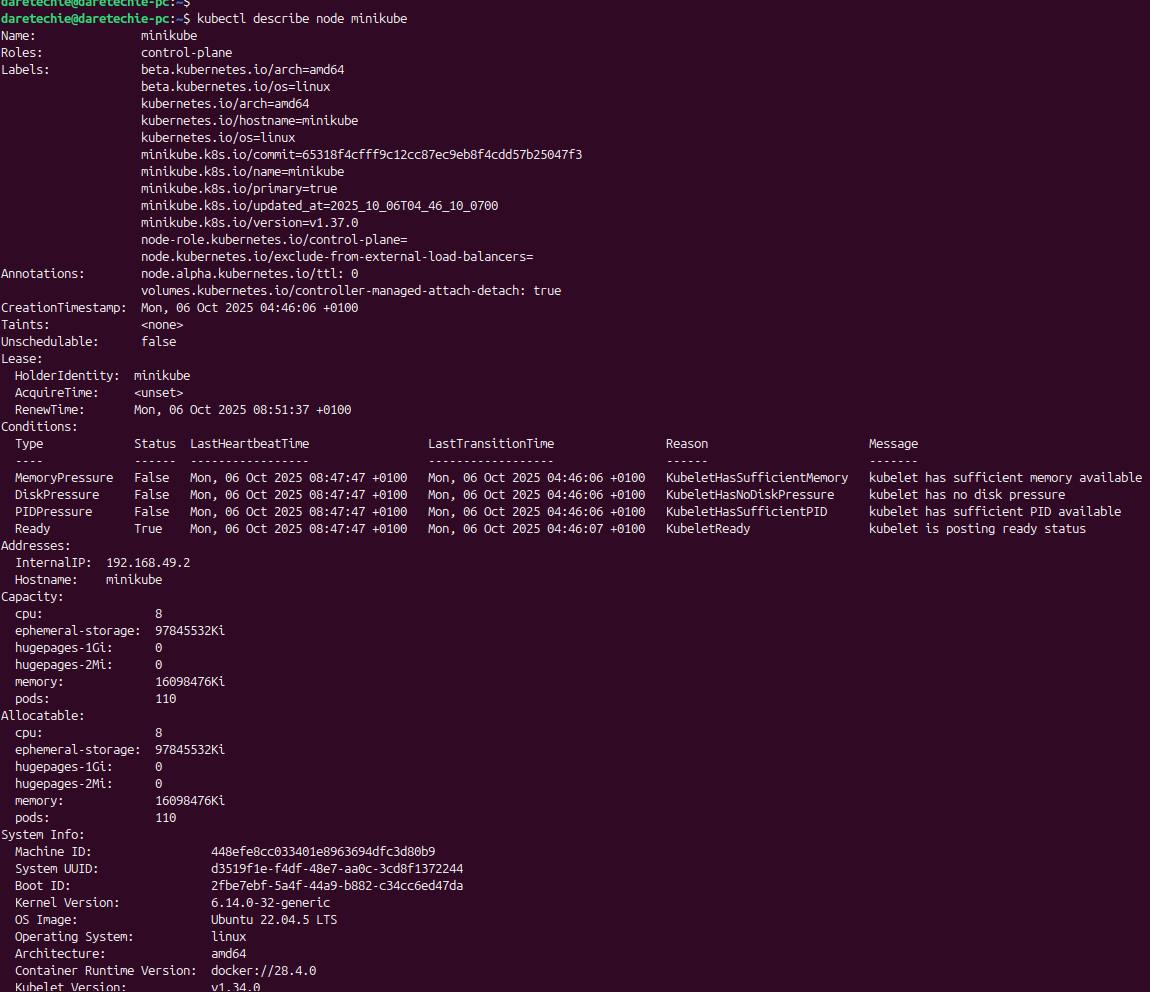 daretechie@daretechie-pc:~$
daretechie@daretechie-pc:~$ kubectl describe node minikube
Name:               minikube
Roles:              control-plane
Labels:             beta.kubernetes.io/arch=amd64
                    beta.kubernetes.io/os=linux
                    kubernetes.io/arch=amd64
                    kubernetes.io/hostname=minikube
                    kubernetes.io/os=linux
                    minikube.k8s.io/commit=65318f4cfff9c12cc87ec9eb8f4cdd57b25047f3
                    minikube.k8s.io/name=minikube
                    minikube.k8s.io/primary=true
                    minikube.k8s.io/updated_at=2025_10_06T04_46_10_0700
                    minikube.k8s.io/version=v1.37.0
                    node-role.kubernetes.io/control-plane=
                    node.kubernetes.io/exclude-from-external-load-balancers=
Annotations:        node.alpha.kubernetes.io/ttl: 0
                    volumes.kubernetes.io/controller-managed-attach-detach: true
CreationTimestamp:  Mon, 06 Oct 2025 04:46:06 +0100
Taints:             <none>
Unschedulable:      false
Lease:
  HolderIdentity:  minikube
  AcquireTime:     <unset>
  RenewTime:       Mon, 06 Oct 2025 08:51:37 +0100
Conditions:
  Type             Status  LastHeartbeatTime                 LastTransitionTime                Reason                       Message
  ----             ------  -----------------                 ------------------                ------                       -------
  MemoryPressure   False   Mon, 06 Oct 2025 08:47:47 +0100   Mon, 06 Oct 2025 04:46:06 +0100   KubeletHasSufficientMemory   kubelet has sufficient memory available
  DiskPressure     False   Mon, 06 Oct 2025 08:47:47 +0100   Mon, 06 Oct 2025 04:46:06 +0100   KubeletHasNoDiskPressure     kubelet has no disk pressure
  PIDPressure      False   Mon, 06 Oct 2025 08:47:47 +0100   Mon, 06 Oct 2025 04:46:06 +0100   KubeletHasSufficientPID      kubelet has sufficient PID available
  Ready            True    Mon, 06 Oct 2025 08:47:47 +0100   Mon, 06 Oct 2025 04:46:07 +0100   KubeletReady                 kubelet is posting ready status
Addresses:
  InternalIP:  192.168.49.2
  Hostname:    minikube
Capacity:
  cpu:                8
  ephemeral-storage:  97845532Ki
  hugepages-1Gi:      0
  hugepages-2Mi:      0
  memory:             16098476Ki
  pods:               110
Allocatable:
  cpu:                8
  ephemeral-storage:  97845532Ki
  hugepages-1Gi:      0
  hugepages-2Mi:      0
  memory:             16098476Ki
  pods:               110
System Info:
  Machine ID:                 448efe8cc033401e8963694dfc3d80b9
  System UUID:                d3519f1e-f4df-48e7-aa0c-3cd8f1372244
  Boot ID:                    2fbe7ebf-5a4f-44a9-b882-c34cc6ed47da
  Kernel Version:             6.14.0-32-generic
  OS Image:                   Ubuntu 22.04.5 LTS
  Operating System:           linux
  Architecture:               amd64
  Container Runtime Version:  docker://28.4.0
  Kubelet Version:            v1.34.0